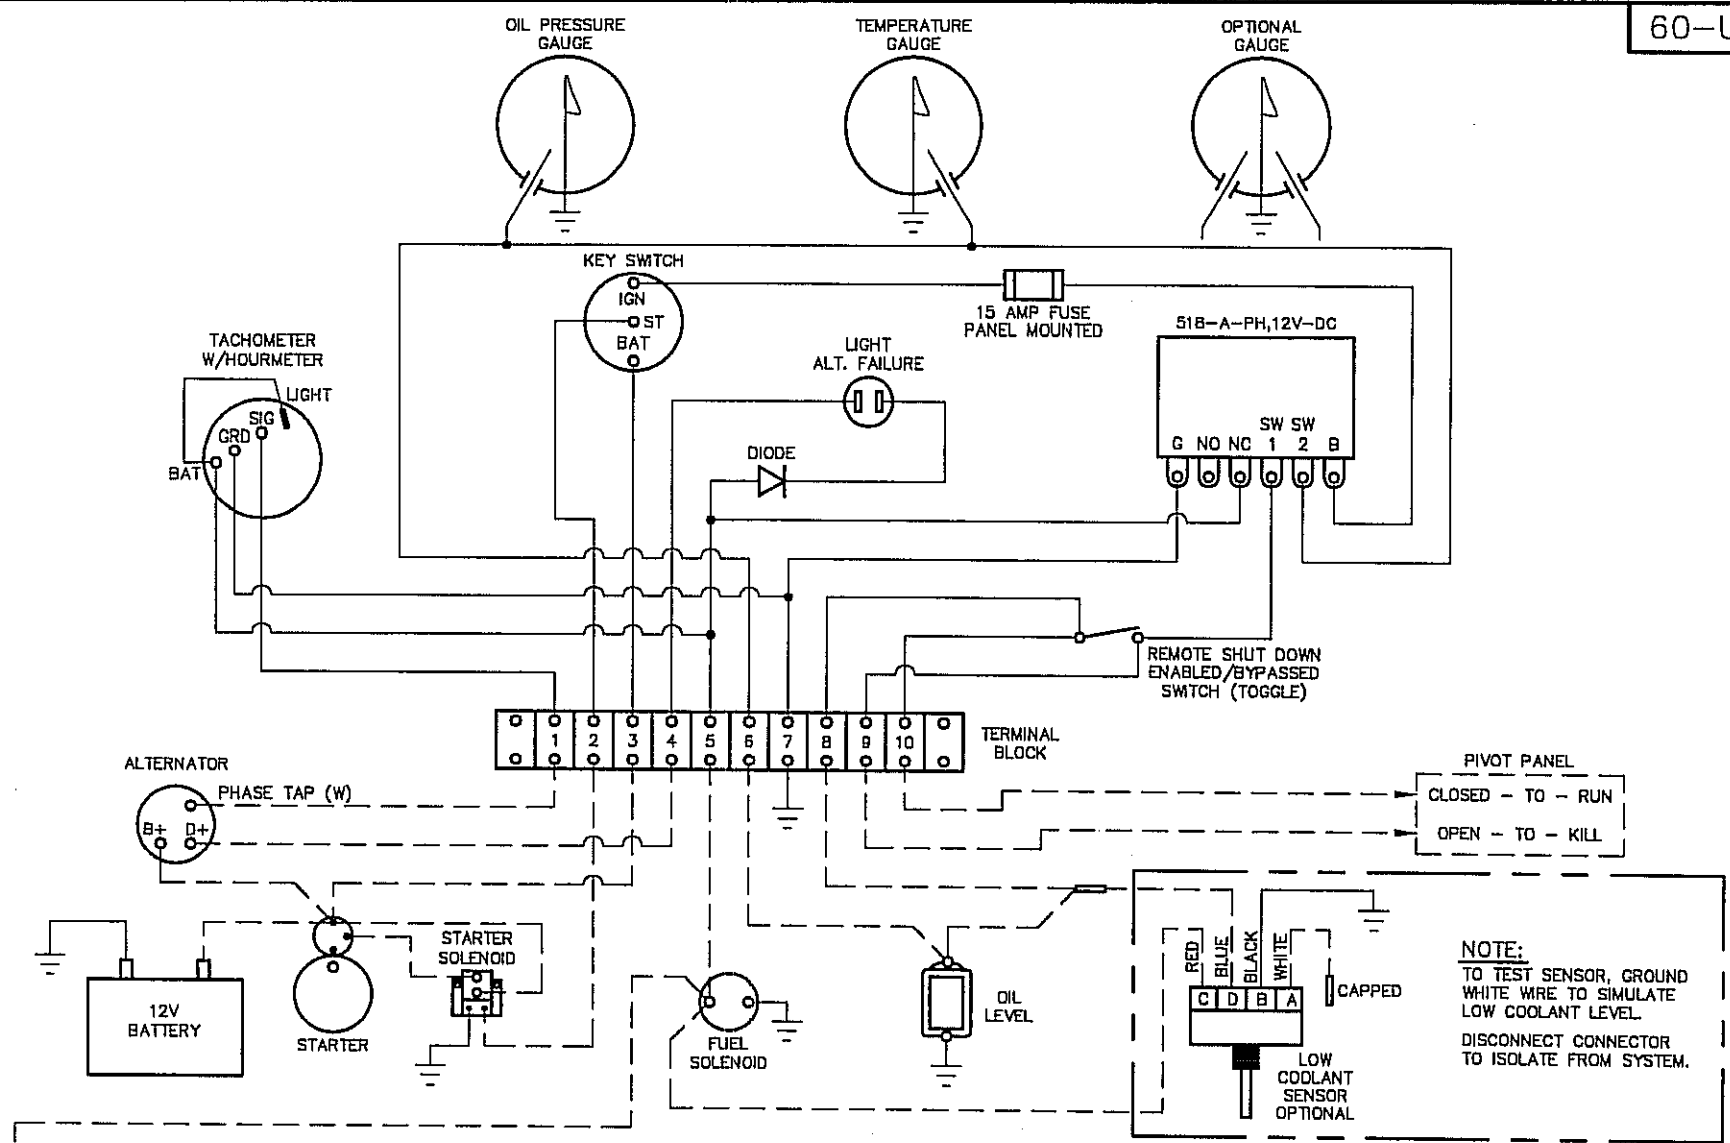 60-U
OIL PRESSURE
GAUGE
TEMPERATURE
GAUGE
OPTIONAL
GAUGE
KEY SWITCH
IGN
ST
BAT
15 AMP FUSE
PANEL MOUNTED
518-A-PH,12V-DC
SW SW
G NO NC 1 2 B
TACHOMETER
W/HOURMETER
LIGHT
SIG
GRD
BAT
LIGHT
ALT. FAILURE
DIODE
REMOTE SHUT DOWN
ENABLED/BYPASSED
SWITCH (TOGGLE)
1 2 3 4 5 6 7 8 9 10
TERMINAL
BLOCK
ALTERNATOR
PHASE TAP (W)
B+ D+
PIVOT PANEL
CLOSED - TO - RUN
OPEN - TO - KILL
12V
BATTERY
STARTER
STARTER
SOLENOID
FUEL
SOLENOID
OIL
LEVEL
RED
BLUE
BLACK
WHITE
C D B A
CAPPED
LOW
COOLANT
SENSOR
OPTIONAL
NOTE:
TO TEST SENSOR, GROUND
WHITE WIRE TO SIMULATE
LOW COOLANT LEVEL.
DISCONNECT CONNECTOR
TO ISOLATE FROM SYSTEM.